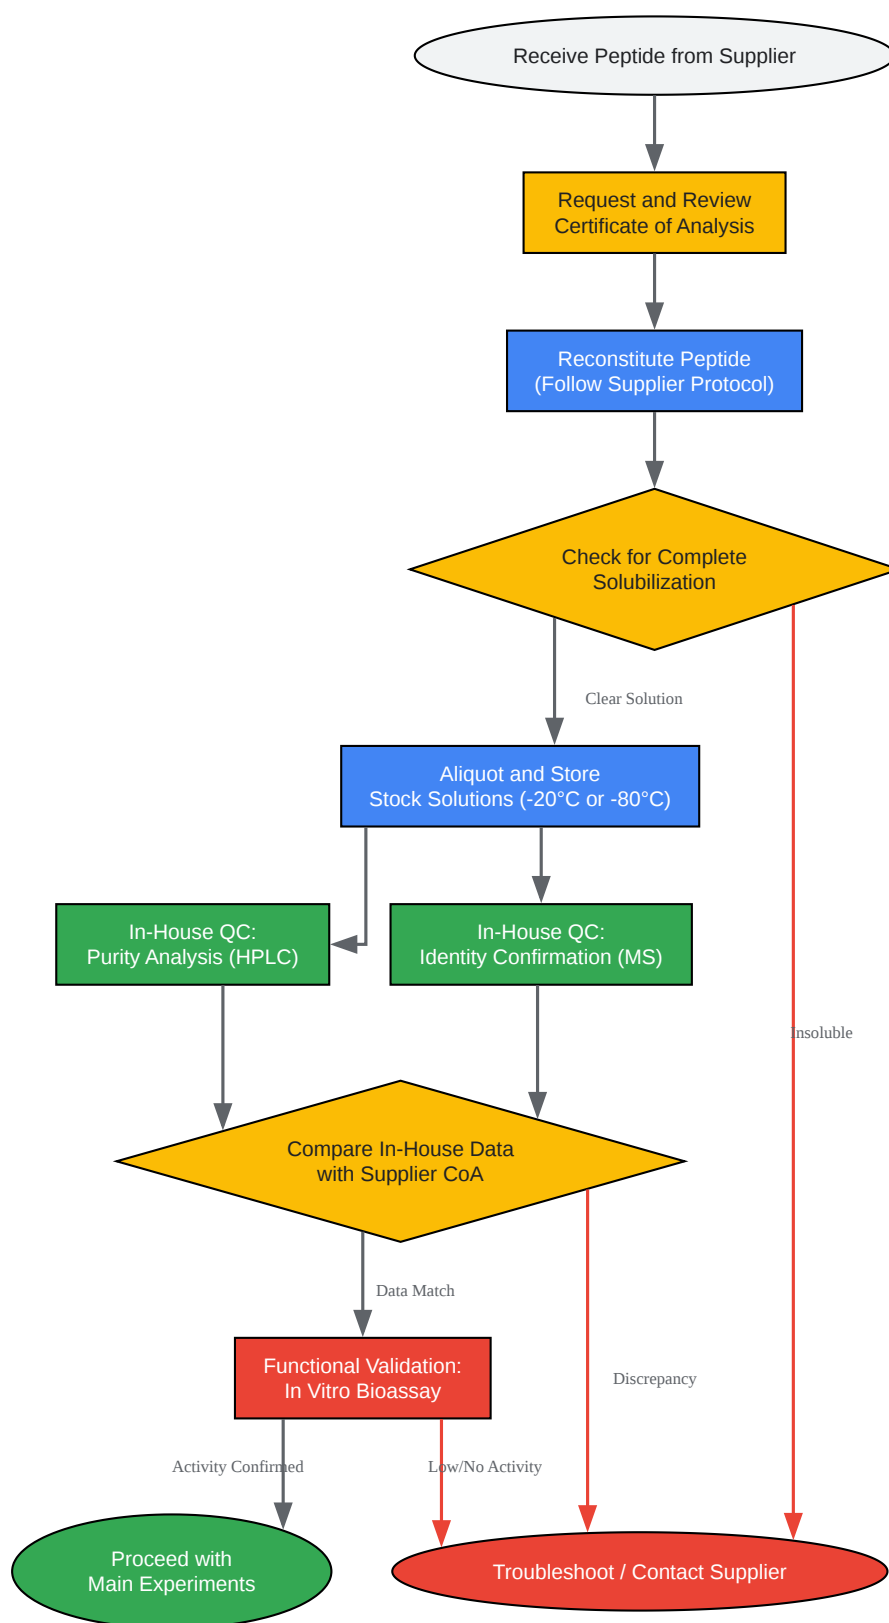 Receive Peptide from Supplier
Request and Review
Certificate of Analysis
Reconstitute Peptide
(Follow Supplier Protocol)
Check for Complete
Solubilization
Clear Solution
Aliquot and Store
Stock Solutions (-20°C or -80°C)
In-House QC:
Purity Analysis (HPLC)
In-House QC:
Identity Confirmation (MS)
Insoluble
Compare In-House Data
with Supplier CoA
Data Match
Functional Validation:
In Vitro Bioassay
Discrepancy
Activity Confirmed
Low/No Activity
Proceed with
Main Experiments
Troubleshoot / Contact Supplier